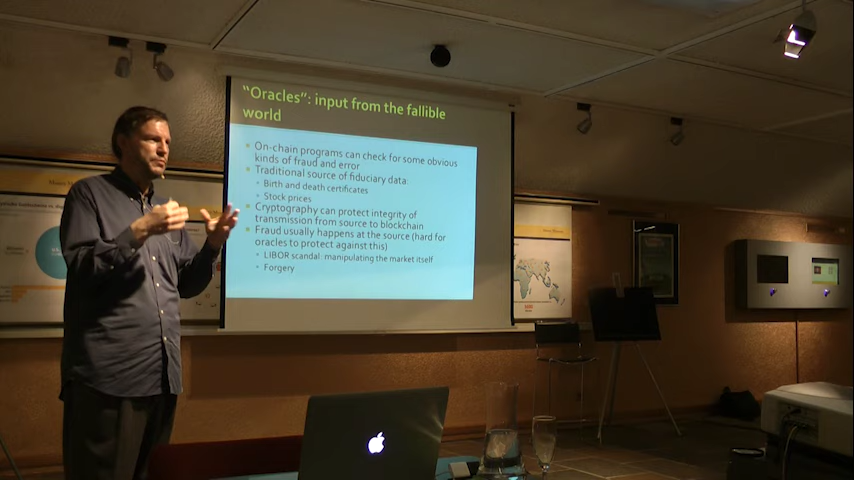 "Oracles": input from the fallible
world
On-chain programs can check for some obvious
kinds of fraud and error
Traditional source of fiduciary data:
Birth and death certificates
Stock prices
Cryptography can protect integrity of
transmission from source to blockchain
Fraud usually happens at the source (hard for
oracles to protect against this)
LIBOR scandal: manipulating the market itself
Forgery